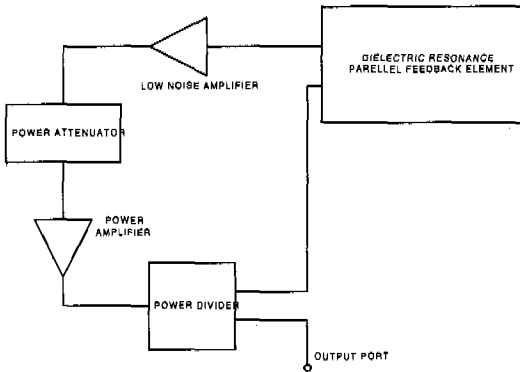 DIELECTRIC RESONANCE
PARELLEL FEEDBACK ELEMENT
LOW NOISE AMPLIFIER
POWER ATTENUATOR
POWER
AMPLIFIER
POWER DIVIDER
OUTPUT PORT